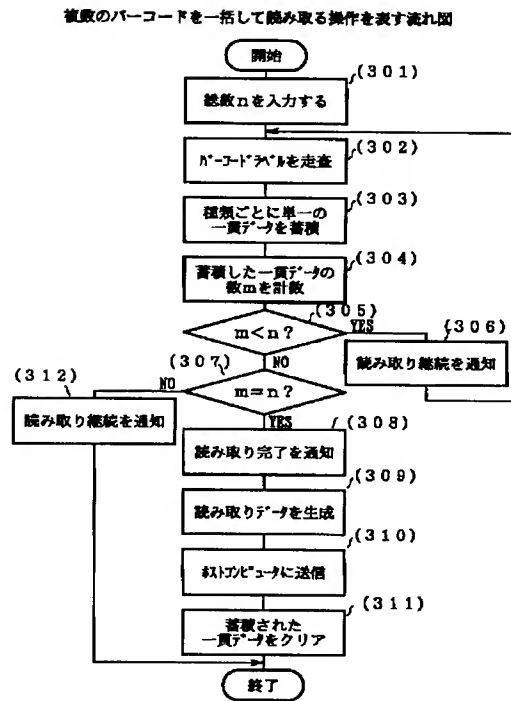 複数のバーコードを一括して読み取る操作を表す流れ図
開始
(301)
総数nを入力する
(302)
バーコードラベルを走査
(303)
種類ごとに単一の
一貫データを蓄積
(304)
蓄積した一貫データの
数mを計数
(305)
m<n?
YES
(306)
読み取り継続を通知
NO
(307)
m=n?
NO
(312)
読み取り継続を通知
YES
(308)
読み取り完了を通知
(309)
読み取りデータを生成
(310)
ホストコンピュータに送信
(311)
蓄積された
一貫データをクリア
終了